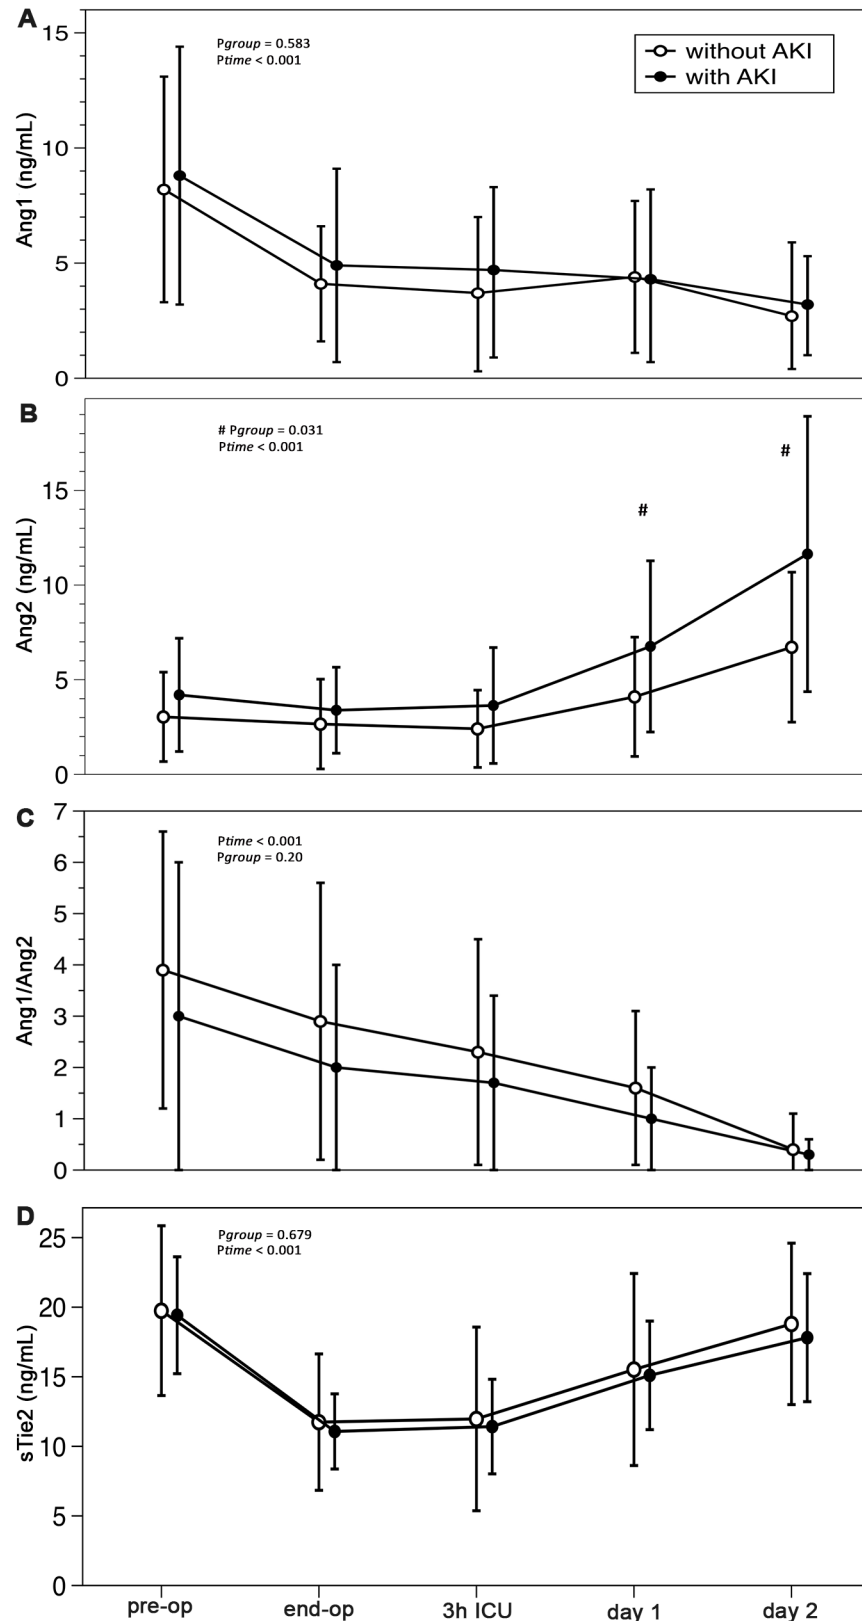 A
Pgroup = 0.583
Ptime < 0.001
without AKI
with AKI
Ang1 (ng/mL)
15
10
5
0
B
# Pgroup = 0.031
Ptime < 0.001
#
#
Ang2 (ng/mL)
15
10
5
0
C
Ptime < 0.001
Pgroup = 0.20
Ang1/Ang2
7
6
5
4
3
2
1
0
D
Pgroup = 0.679
Ptime < 0.001
sTie2 (ng/mL)
25
20
15
10
5
0
pre-op end-op 3h ICU day 1 day 2